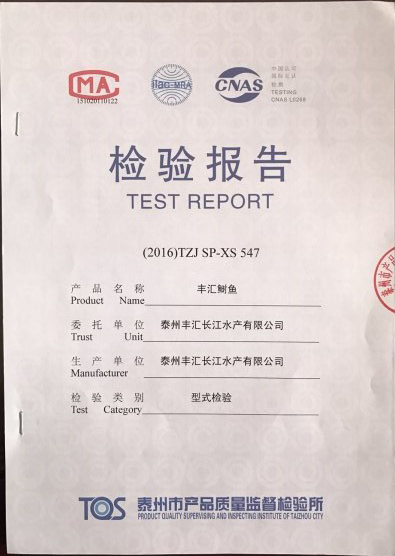 CMA
151020110122
ilac-MRA
CNAS
中国认可
国际互认
检测
TESTING
CNAS L0268
检验报告
TEST REPORT
(2016)TZJ SP-XS 547
产品名称 丰汇鲥鱼
Product Name
委托单位 泰州丰汇长江水产有限公司
Trust Unit
生产单位 泰州丰汇长江水产有限公司
Manufacturer
检验类别 型式检验
Test Category
泰州市产品
TQS 泰州市产品质量监督检验所
PRODUCT QUALITY SUPERVISING AND INSPECTING INSTITUTE OF TAIZHOU CITY